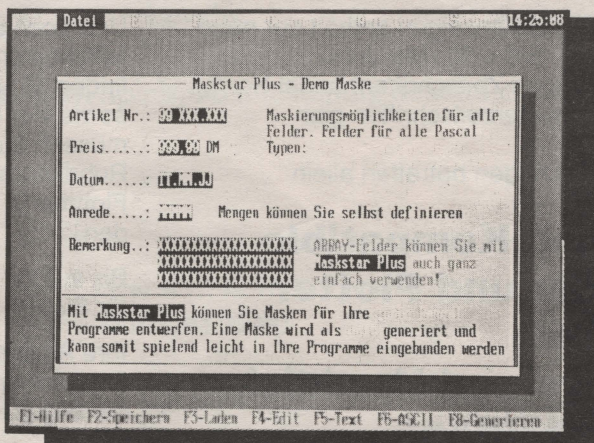 Datei 14:25:08
Maskstar Plus - Demo Maske
Artikel Nr.: 99 XXX.XXX Maskierungsmöglichkeiten für alle
Felder. Felder für alle Pascal
Preis......: 999,99 DM Typen:
Datum......: TT.MM.JJ
Anrede.....: Mengen können Sie selbst definieren
Bemerkung..: ARRAY-Felder können Sie mit
Maskstar Plus auch ganz
einfach verwenden!
Mit Maskstar Plus können Sie Masken für Ihre
Programme entwerfen. Eine Maske wird als generiert und
kann somit spielend leicht in Ihre Programme eingebunden werden
F1-Hilfe F2-Speichern F3-Laden F4-Edit F5-Text F6-ASCII F8-Generieren